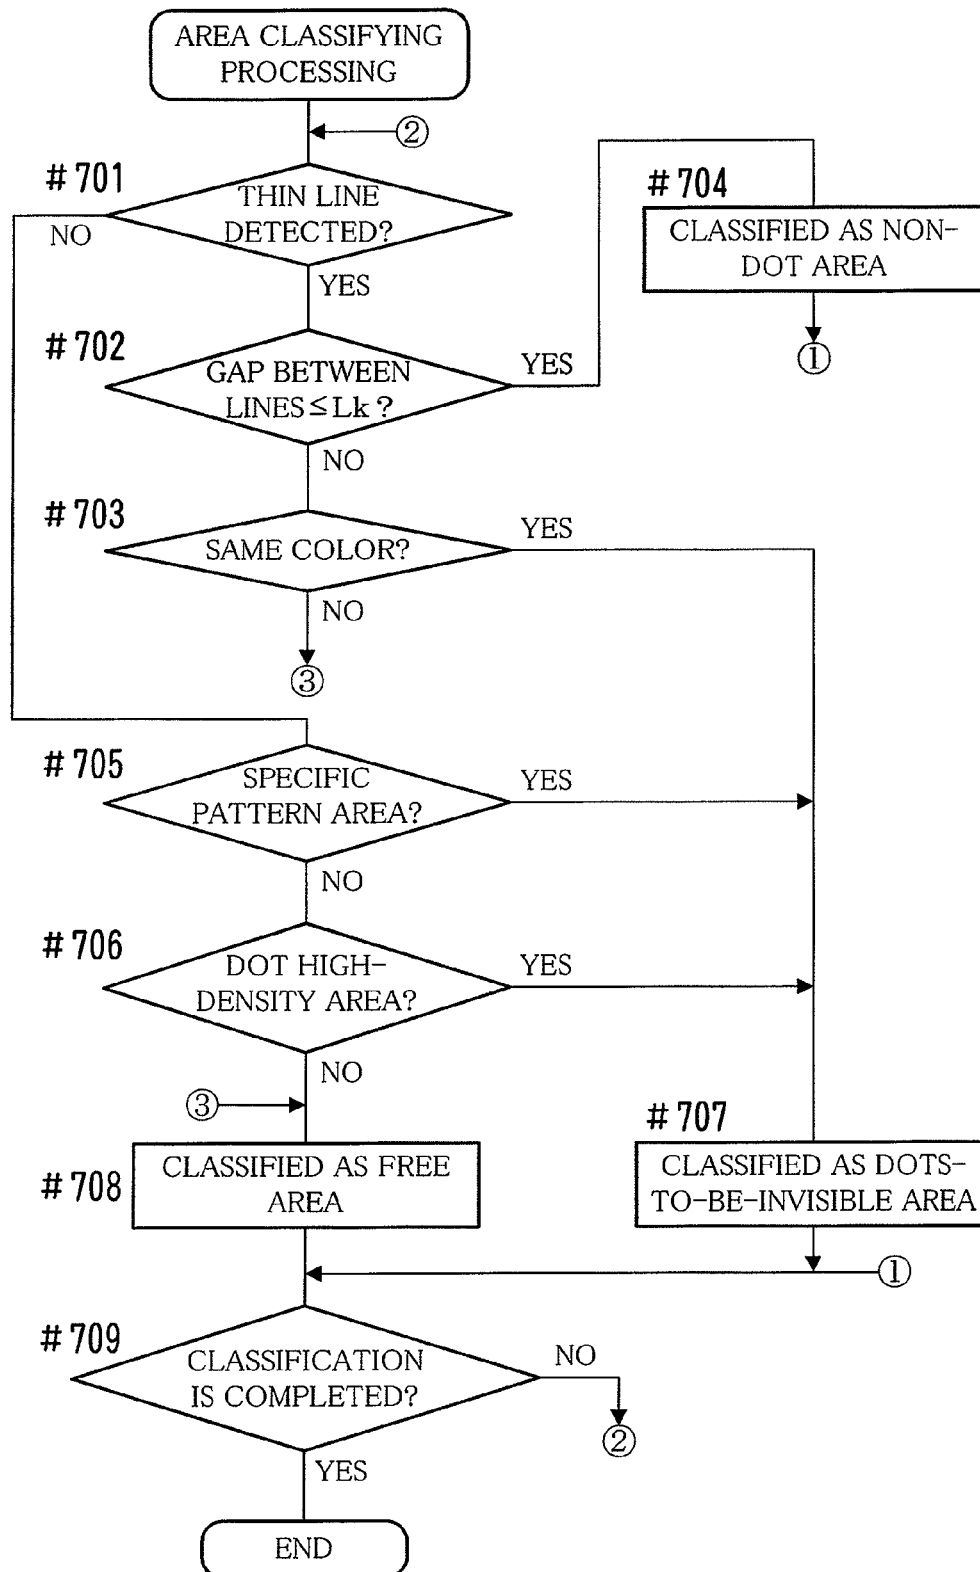 AREA CLASSIFYING
PROCESSING
②
# 701
THIN LINE
DETECTED?
NO
YES
# 704
CLASSIFIED AS NON-
DOT AREA
①
# 702
GAP BETWEEN
LINES≤Lk?
YES
NO
# 703
SAME COLOR?
YES
NO
③
# 705
SPECIFIC
PATTERN AREA?
YES
NO
# 706
DOT HIGH-
DENSITY AREA?
YES
NO
③
# 707
CLASSIFIED AS DOTS-
TO-BE-INVISIBLE AREA
# 708
CLASSIFIED AS FREE
AREA
①
# 709
CLASSIFICATION
IS COMPLETED?
NO
②
YES
END